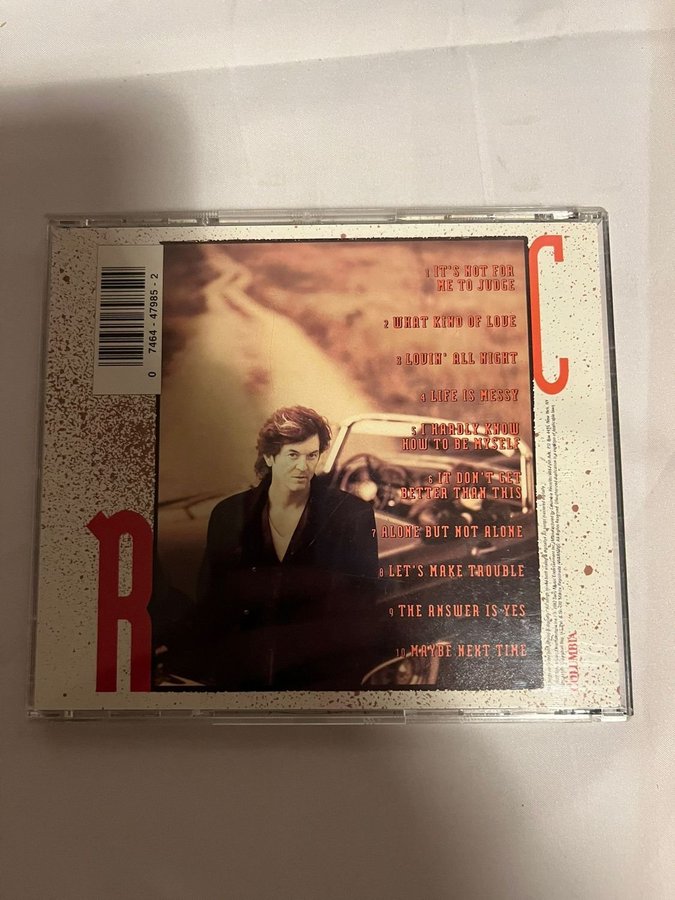 R
C
0 7464-47985-2
1 IT'S NOT FOR
ME TO JUDGE
2 WHAT KIND OF LOVE
3 LOVIN' ALL NIGHT
4 LIFE IS MESSY
5 I HARDLY KNOW
HOW TO BE MYSELF
6 IT DON'T GET
BETTER THAN THIS
7 ALONE BUT NOT ALONE
8 LET'S MAKE TROUBLE
9 THE ANSWER IS YES
10 MAYBE NEXT TIME
COLUMBIA